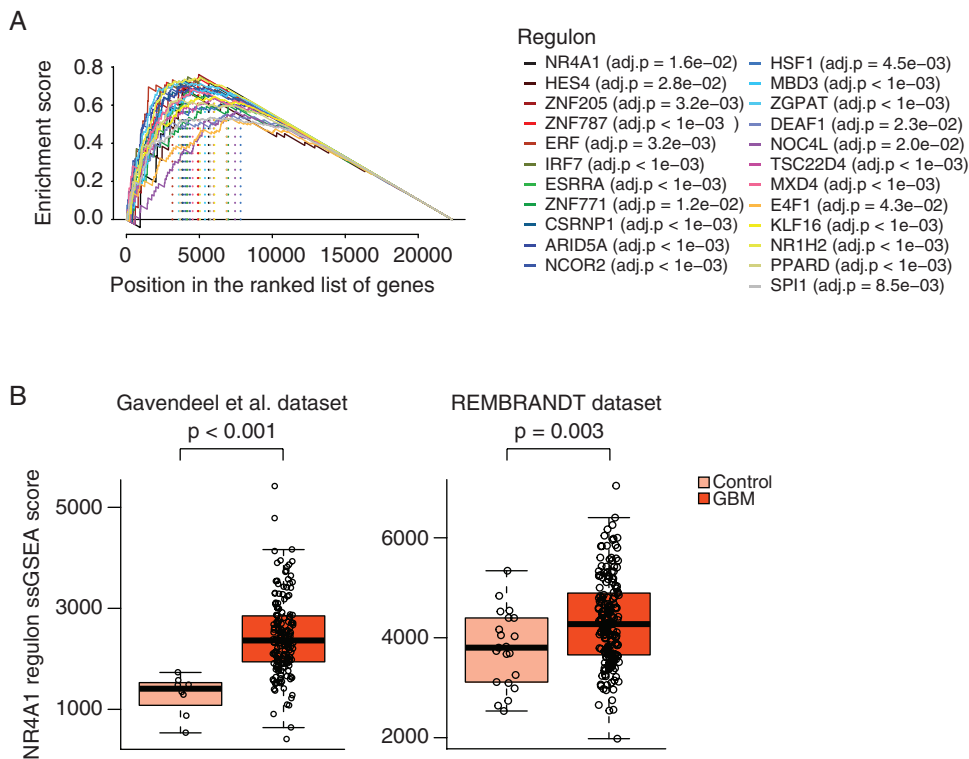 A
Enrichment score
0.8
0.6
0.4
0.2
0.0
0
5000
10000
15000
20000
Position in the ranked list of genes
Regulon
NR4A1 (adj.p = 1.6e−02)
HES4 (adj.p = 2.8e−02)
ZNF205 (adj.p = 3.2e−03)
ZNF787 (adj.p < 1e−03 )
ERF (adj.p = 3.2e−03)
IRF7 (adj.p < 1e−03)
ESRRA (adj.p < 1e−03)
ZNF771 (adj.p = 1.2e−02)
CSRNP1 (adj.p < 1e−03)
ARID5A (adj.p < 1e−03)
NCOR2 (adj.p < 1e−03)
HSF1 (adj.p = 4.5e−03)
MBD3 (adj.p < 1e−03)
ZGPAT (adj.p < 1e−03)
DEAF1 (adj.p = 2.3e−02)
NOC4L (adj.p = 2.0e−02)
TSC22D4 (adj.p < 1e−03)
MXD4 (adj.p < 1e−03)
E4F1 (adj.p = 4.3e−02)
KLF16 (adj.p < 1e−03)
NR1H2 (adj.p < 1e−03)
PPARD (adj.p < 1e−03)
SPI1 (adj.p = 8.5e−03)
B
Gavendeel et al. dataset
p < 0.001
NR4A1 regulon ssGSEA score
5000
3000
1000
REMBRANDT dataset
p = 0.003
6000
4000
2000
Control
GBM